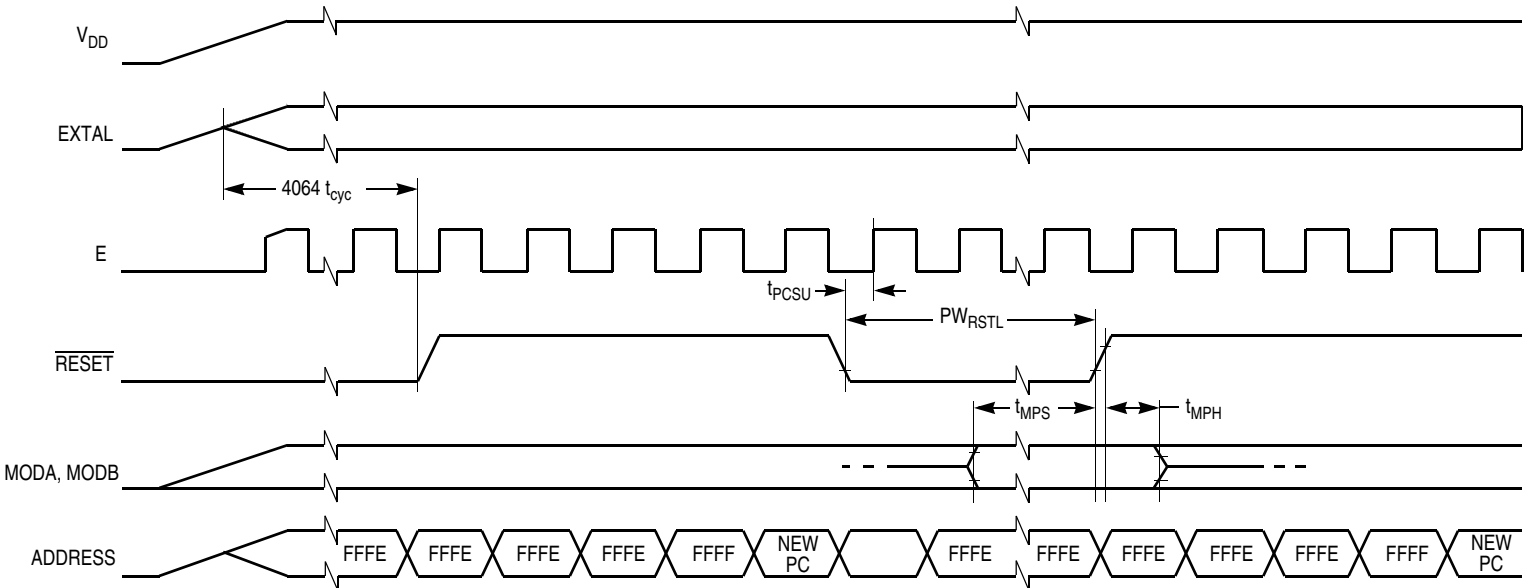 VDD
EXTAL
4064 tcyc
E
tPCSU
PWRSTL
RESET
tMPS
tMPH
MODA, MODB
ADDRESS
FFFE FFFE FFFE FFFE FFFF NEW PC FFFE FFFE FFFE FFFE FFFE FFFF NEW PC